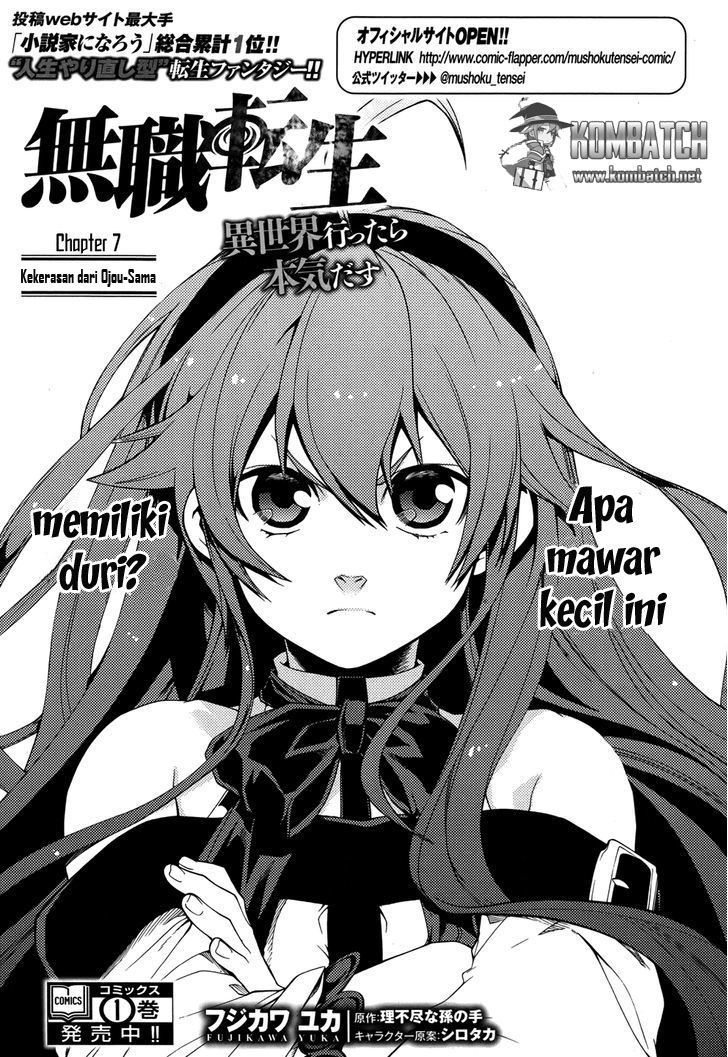 投稿webサイト最大手
「小説家になろう」総合累計1位!!
"人生やり直し型"転生ファンタジー!!
オフィシャルサイトOPEN!!
HYPERLINK http://www.comic-flapper.com/mushokutensei-comic/
公式ツイッター▶▶▶ @mushoku_tensei
KOMBATCH
www.kombatch.net
無職転生
異世界行ったら
本気だす
Chapter 7
Kekerasan dari Ojou-Sama
Apa
mawar
kecil ini
memiliki
duri?
COMICS
コミックス
①巻
発売中!!
フジカワ ユカ
FUJIKAWA YUKA
原作:理不尽な孫の手
キャラクター原案:シロタカ